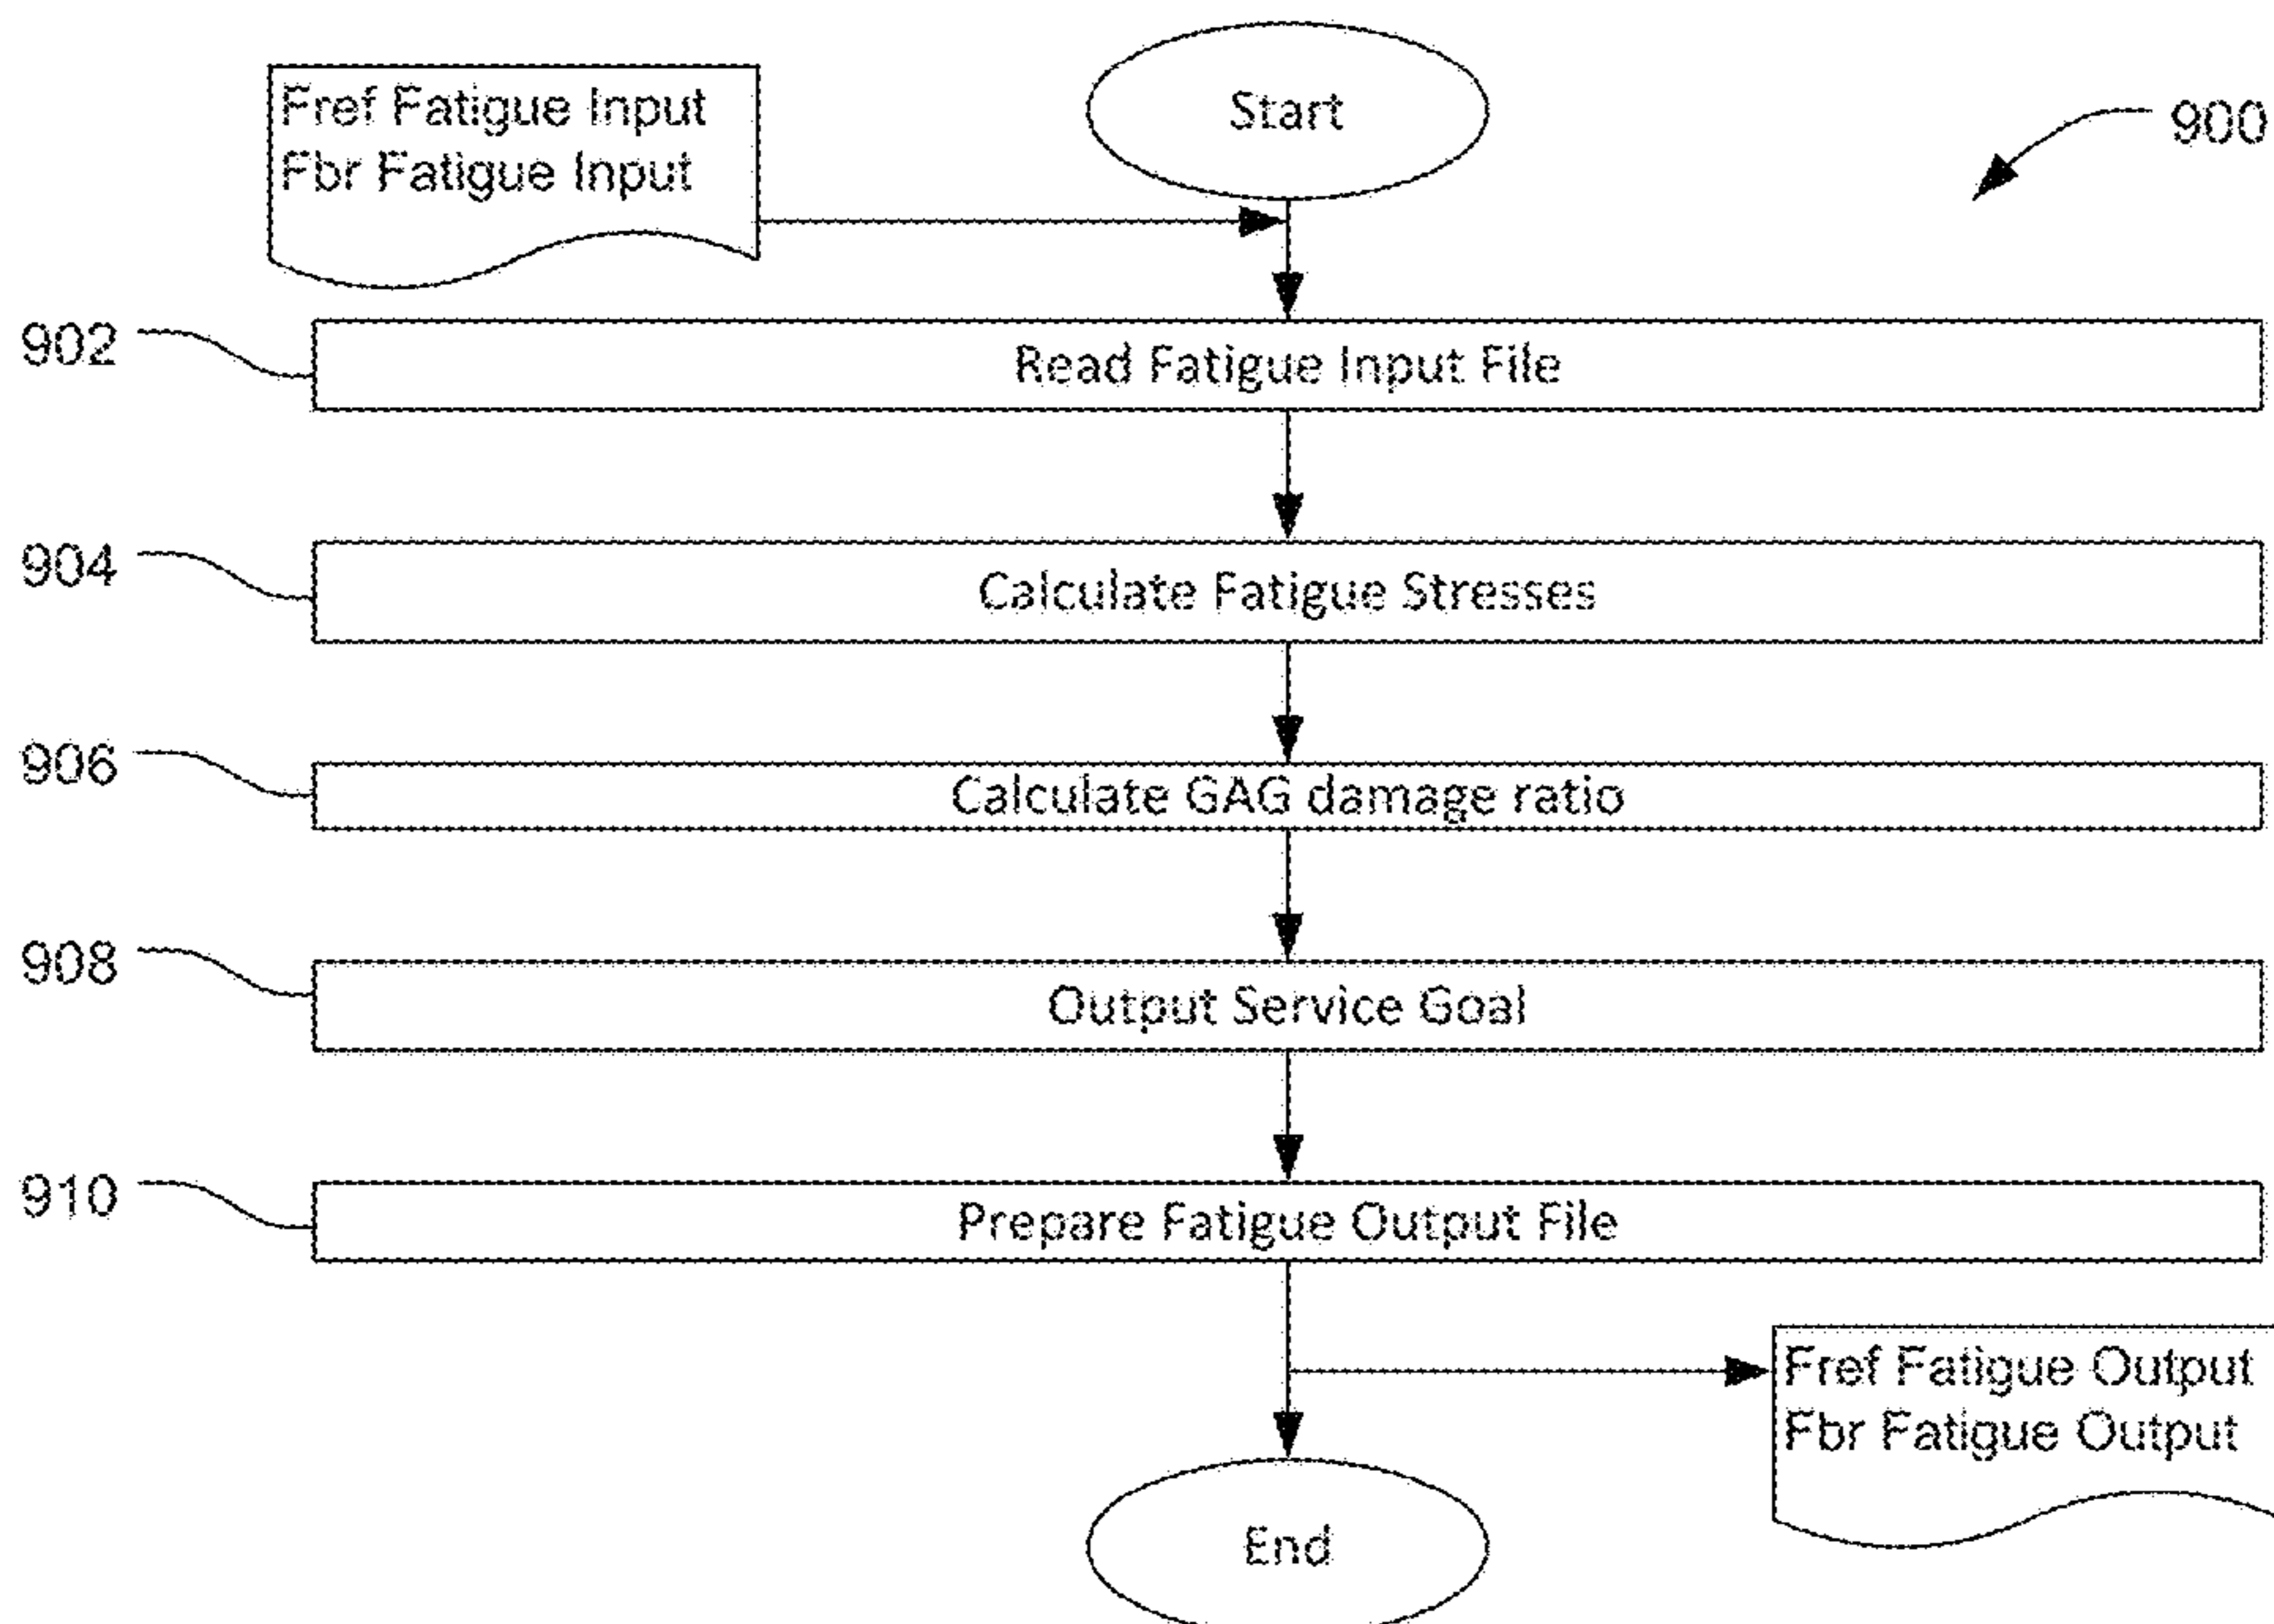 Fref Fatigue Input
Fbr Fatigue Input
Start
900
902
Read Fatigue Input File
904
Calculate Fatigue Stresses
906
Calculate GAG damage ratio
908
Output Service Goal
910
Prepare Fatigue Output File
Fref Fatigue Output
Fbr Fatigue Output
End